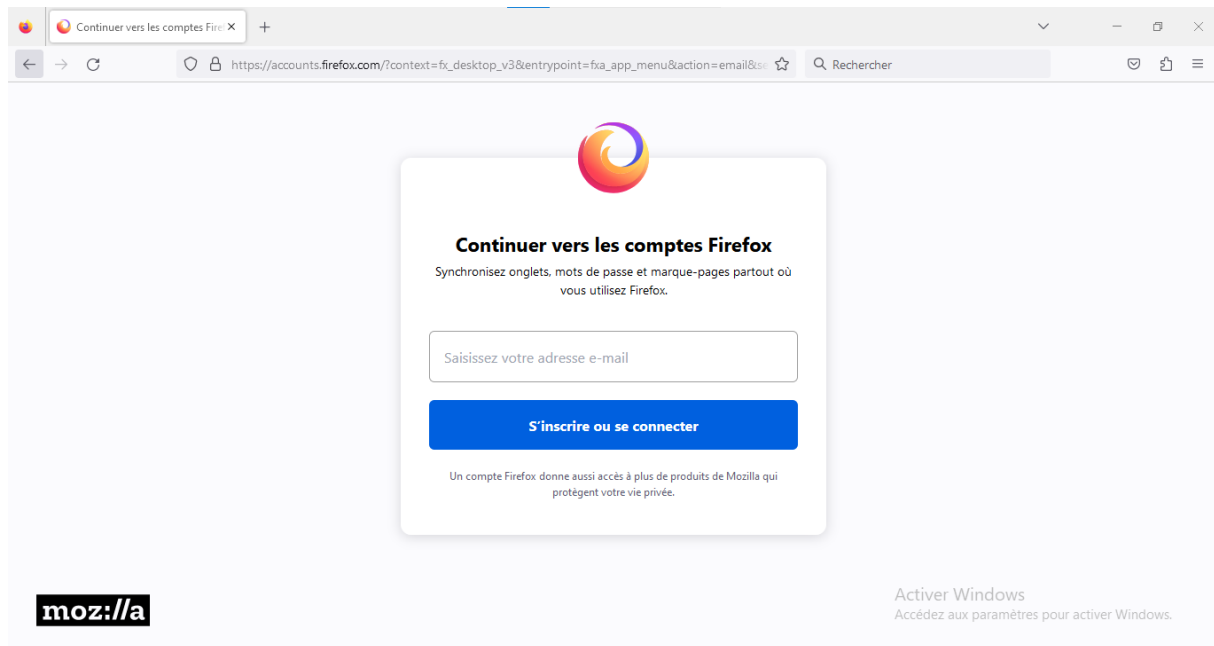 Continuer vers les comptes Fire
https://accounts.firefox.com/?context=fx_desktop_v3&entrypoint=fxa_app_menu&action=email&
Rechercher
Continuer vers les comptes Firefox
Synchronisez onglets, mots de passe et marque-pages partout où
vous utilisez Firefox.
Saisissez votre adresse e-mail
S’inscrire ou se connecter
Un compte Firefox donne aussi accès à plus de produits de Mozilla qui
protègent votre vie privée.
moz://a
Activer Windows
Accédez aux paramètres pour activer Windows.